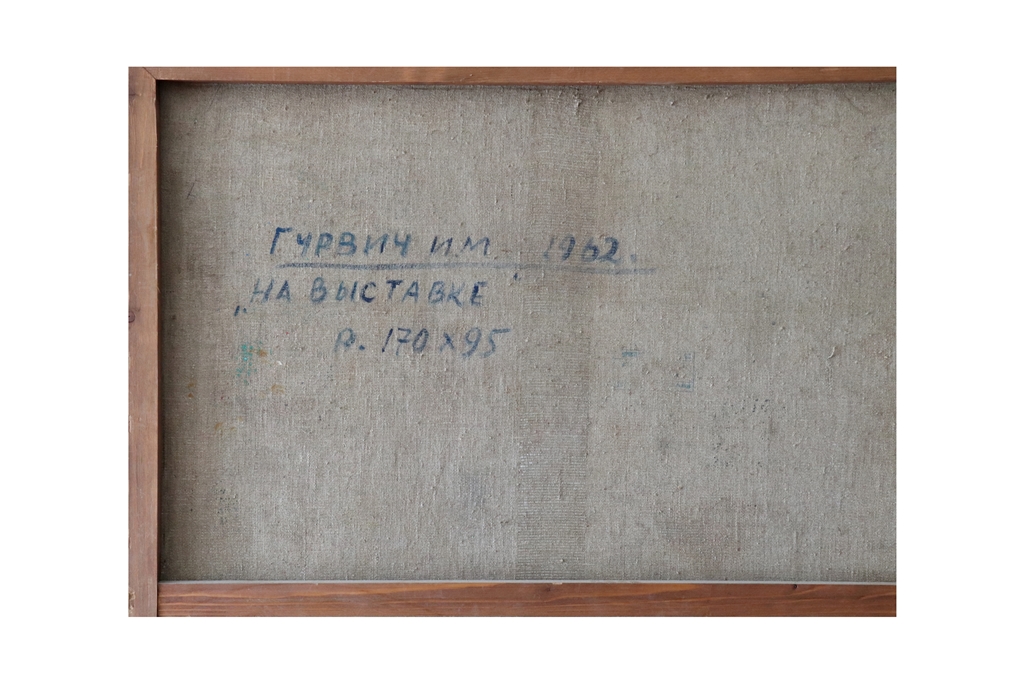 ГУРВИЧ И.М. 1962.
„НА ВЫСТАВКЕ"
р. 170 х 95